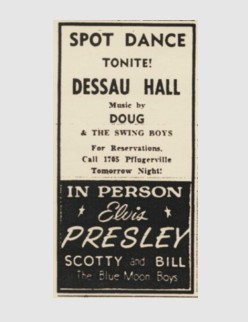 SPOT DANCE
TONITE!
DESSAU HALL
Music by
DOUG
& THE SWING BOYS
For Reservations,
Call 1705 Pflugerville
Tomorrow Night!
IN PERSON
Elvis
PRESLEY
SCOTTY and BILL
The Blue Moon Boys